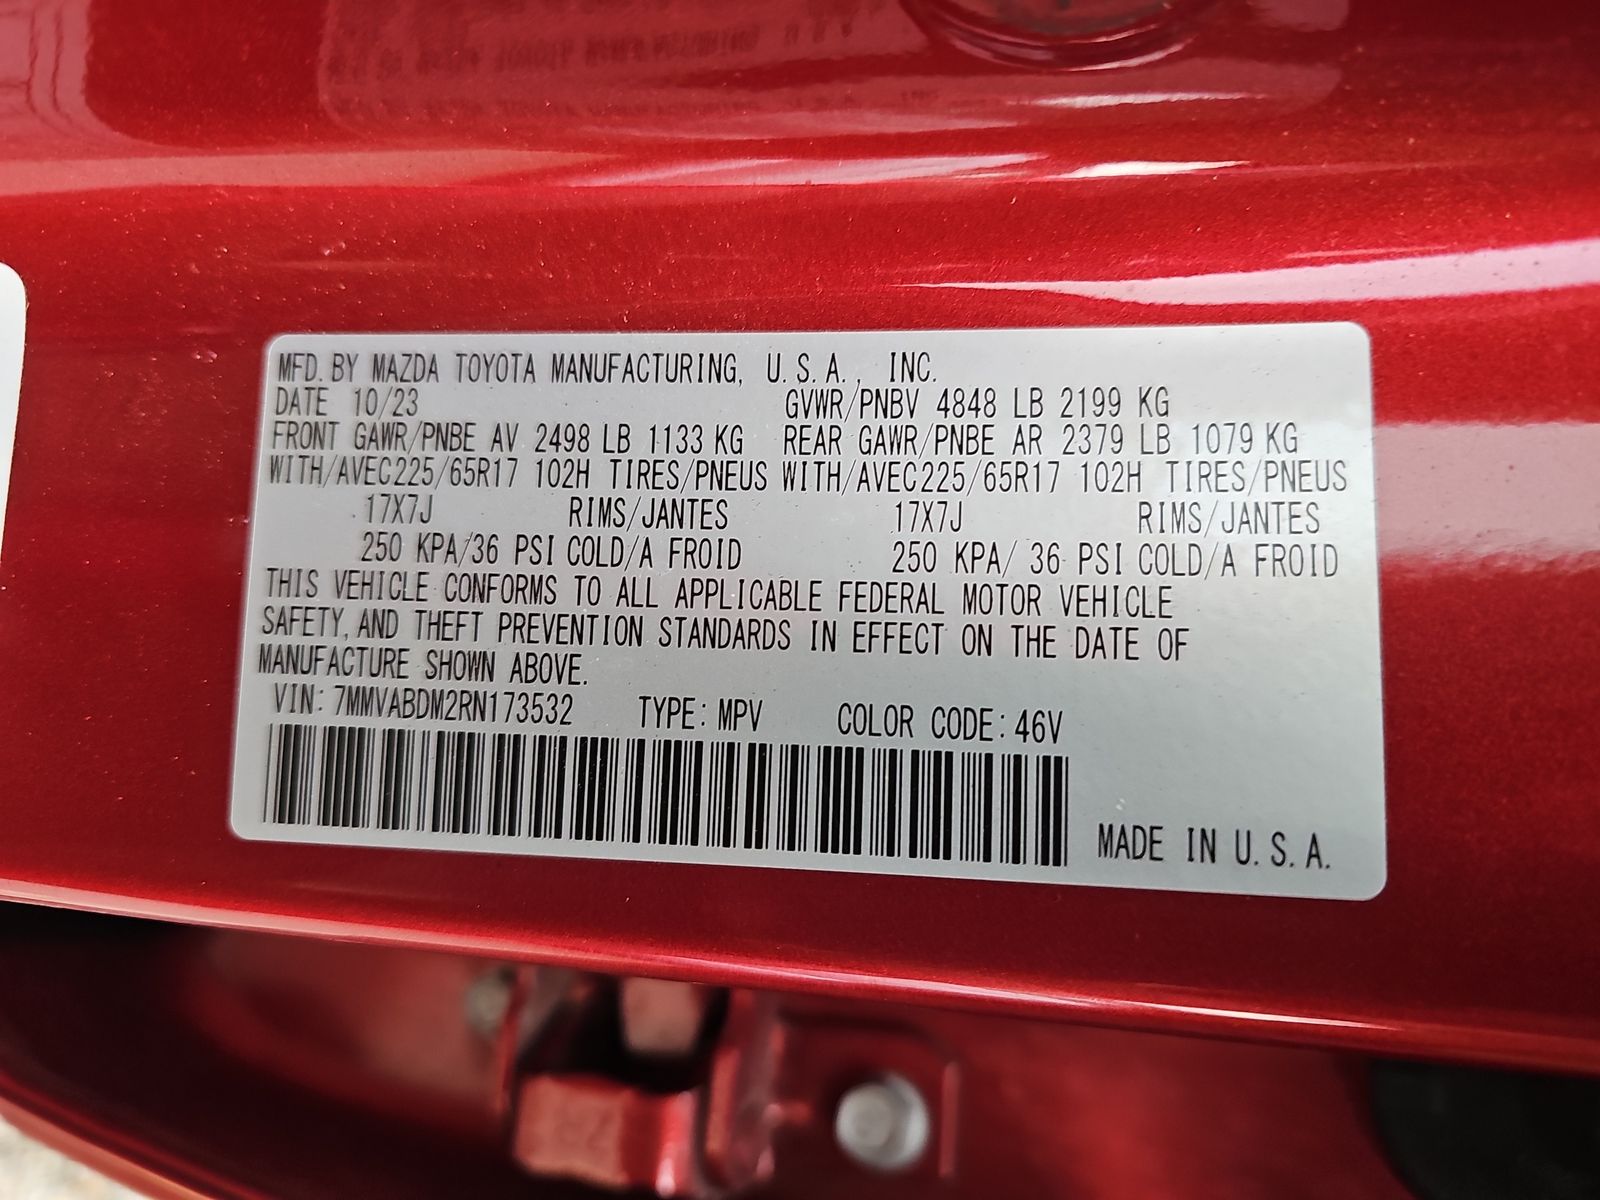 MFD. BY MAZDA TOYOTA MANUFACTURING, U.S.A., INC.
DATE 10/23 GVWR/PNBV 4848 LB 2199 KG
FRONT GAWR/PNBE AV 2498 LB 1133 KG REAR GAWR/PNBE AR 2379 LB 1079 KG
WITH/AVEC225/65R17 102H TIRES/PNEUS WITH/AVEC225/65R17 102H TIRES/PNEUS
17X7J RIMS/JANTES 17X7J RIMS/JANTES
250 KPA/36 PSI COLD/A FROID 250 KPA/ 36 PSI COLD/A FROID
THIS VEHICLE CONFORMS TO ALL APPLICABLE FEDERAL MOTOR VEHICLE
SAFETY, AND THEFT PREVENTION STANDARDS IN EFFECT ON THE DATE OF
MANUFACTURE SHOWN ABOVE.
VIN: 7MMVABDM2RN173532 TYPE: MPV COLOR CODE: 46V
MADE IN U.S.A.